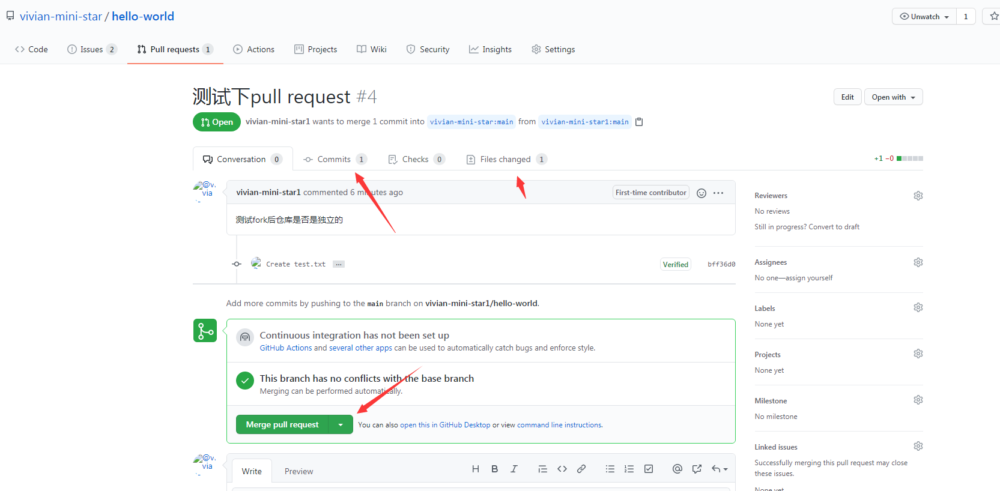 vivian-mini-star / hello-world
Unwatch 1
Code Issues 2 Pull requests 1 Actions Projects Wiki Security Insights Settings
测试下pull request #4
Edit Open with
Open vivian-mini-star1 wants to merge 1 commit into vivian-mini-star:main from vivian-mini-star1:main
Conversation 0 Commits 1 Checks 0 Files changed 1 +1 −0
@v.
via
vivian-mini-star1 commented 6 minutes ago First-time contributor
测试fork后仓库是否是独立的
Create test.txt … Verified bff36d0
Add more commits by pushing to the main branch on vivian-mini-star1/hello-world.
Continuous integration has not been set up
GitHub Actions and several other apps can be used to automatically catch bugs and enforce style.
This branch has no conflicts with the base branch
Merging can be performed automatically.
Merge pull request You can also open this in GitHub Desktop or view command line instructions.
@v.
via
Write Preview
Reviewers
No reviews
Still in progress? Convert to draft
Assignees
No one—assign yourself
Labels
None yet
Projects
None yet
Milestone
No milestone
Linked issues
Successfully merging this pull request may close
these issues.
None yet